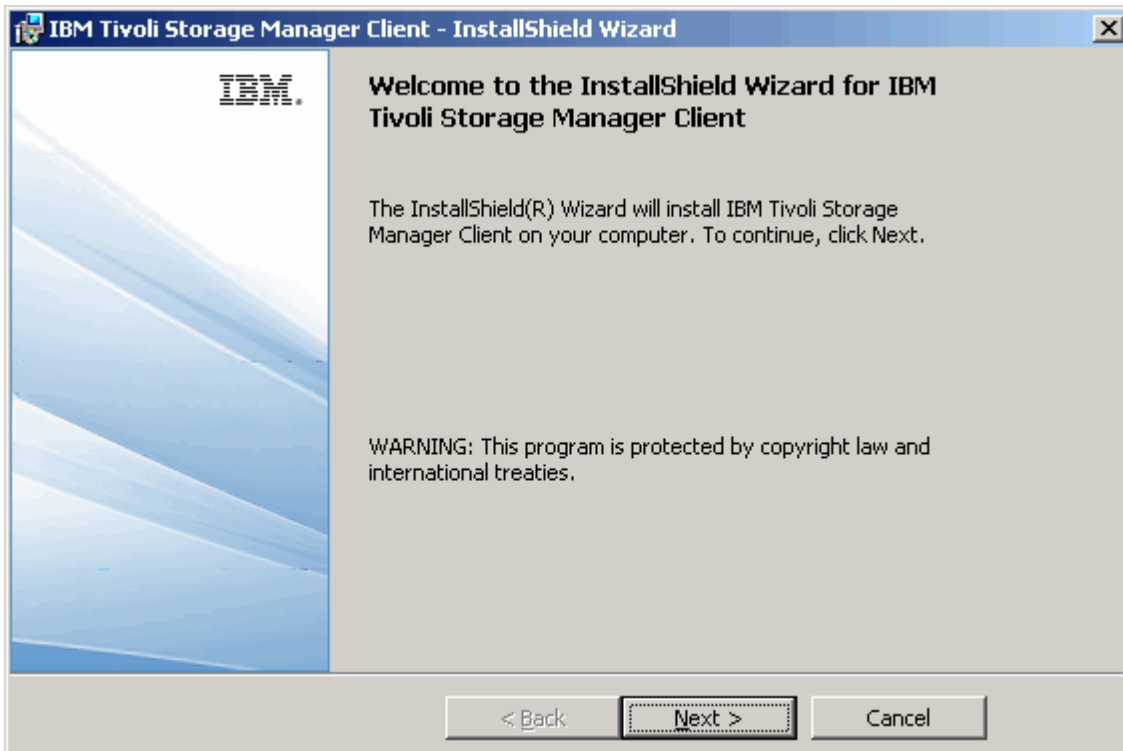 IBM Tivoli Storage Manager Client - InstallShield Wizard
IBM.
Welcome to the InstallShield Wizard for IBM
Tivoli Storage Manager Client
The InstallShield(R) Wizard will install IBM Tivoli Storage
Manager Client on your computer. To continue, click Next.
WARNING: This program is protected by copyright law and
international treaties.
< Back
Next >
Cancel